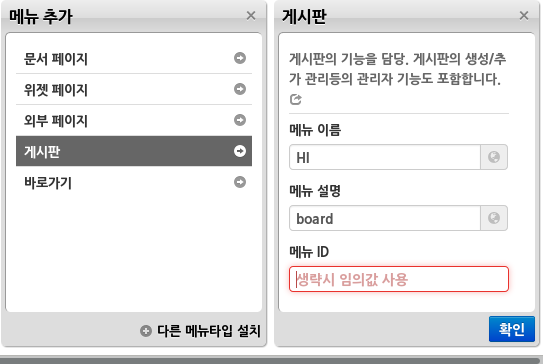 메뉴 추가
문서 페이지
위젯 페이지
외부 페이지
게시판
바로가기
다른 메뉴타입 설치
게시판
게시판의 기능을 담당. 게시판의 생성/추
가 관리등의 관리자 기능도 포함합니다.
메뉴 이름
HI
메뉴 설명
board
메뉴 ID
생략시 임의값 사용
확인